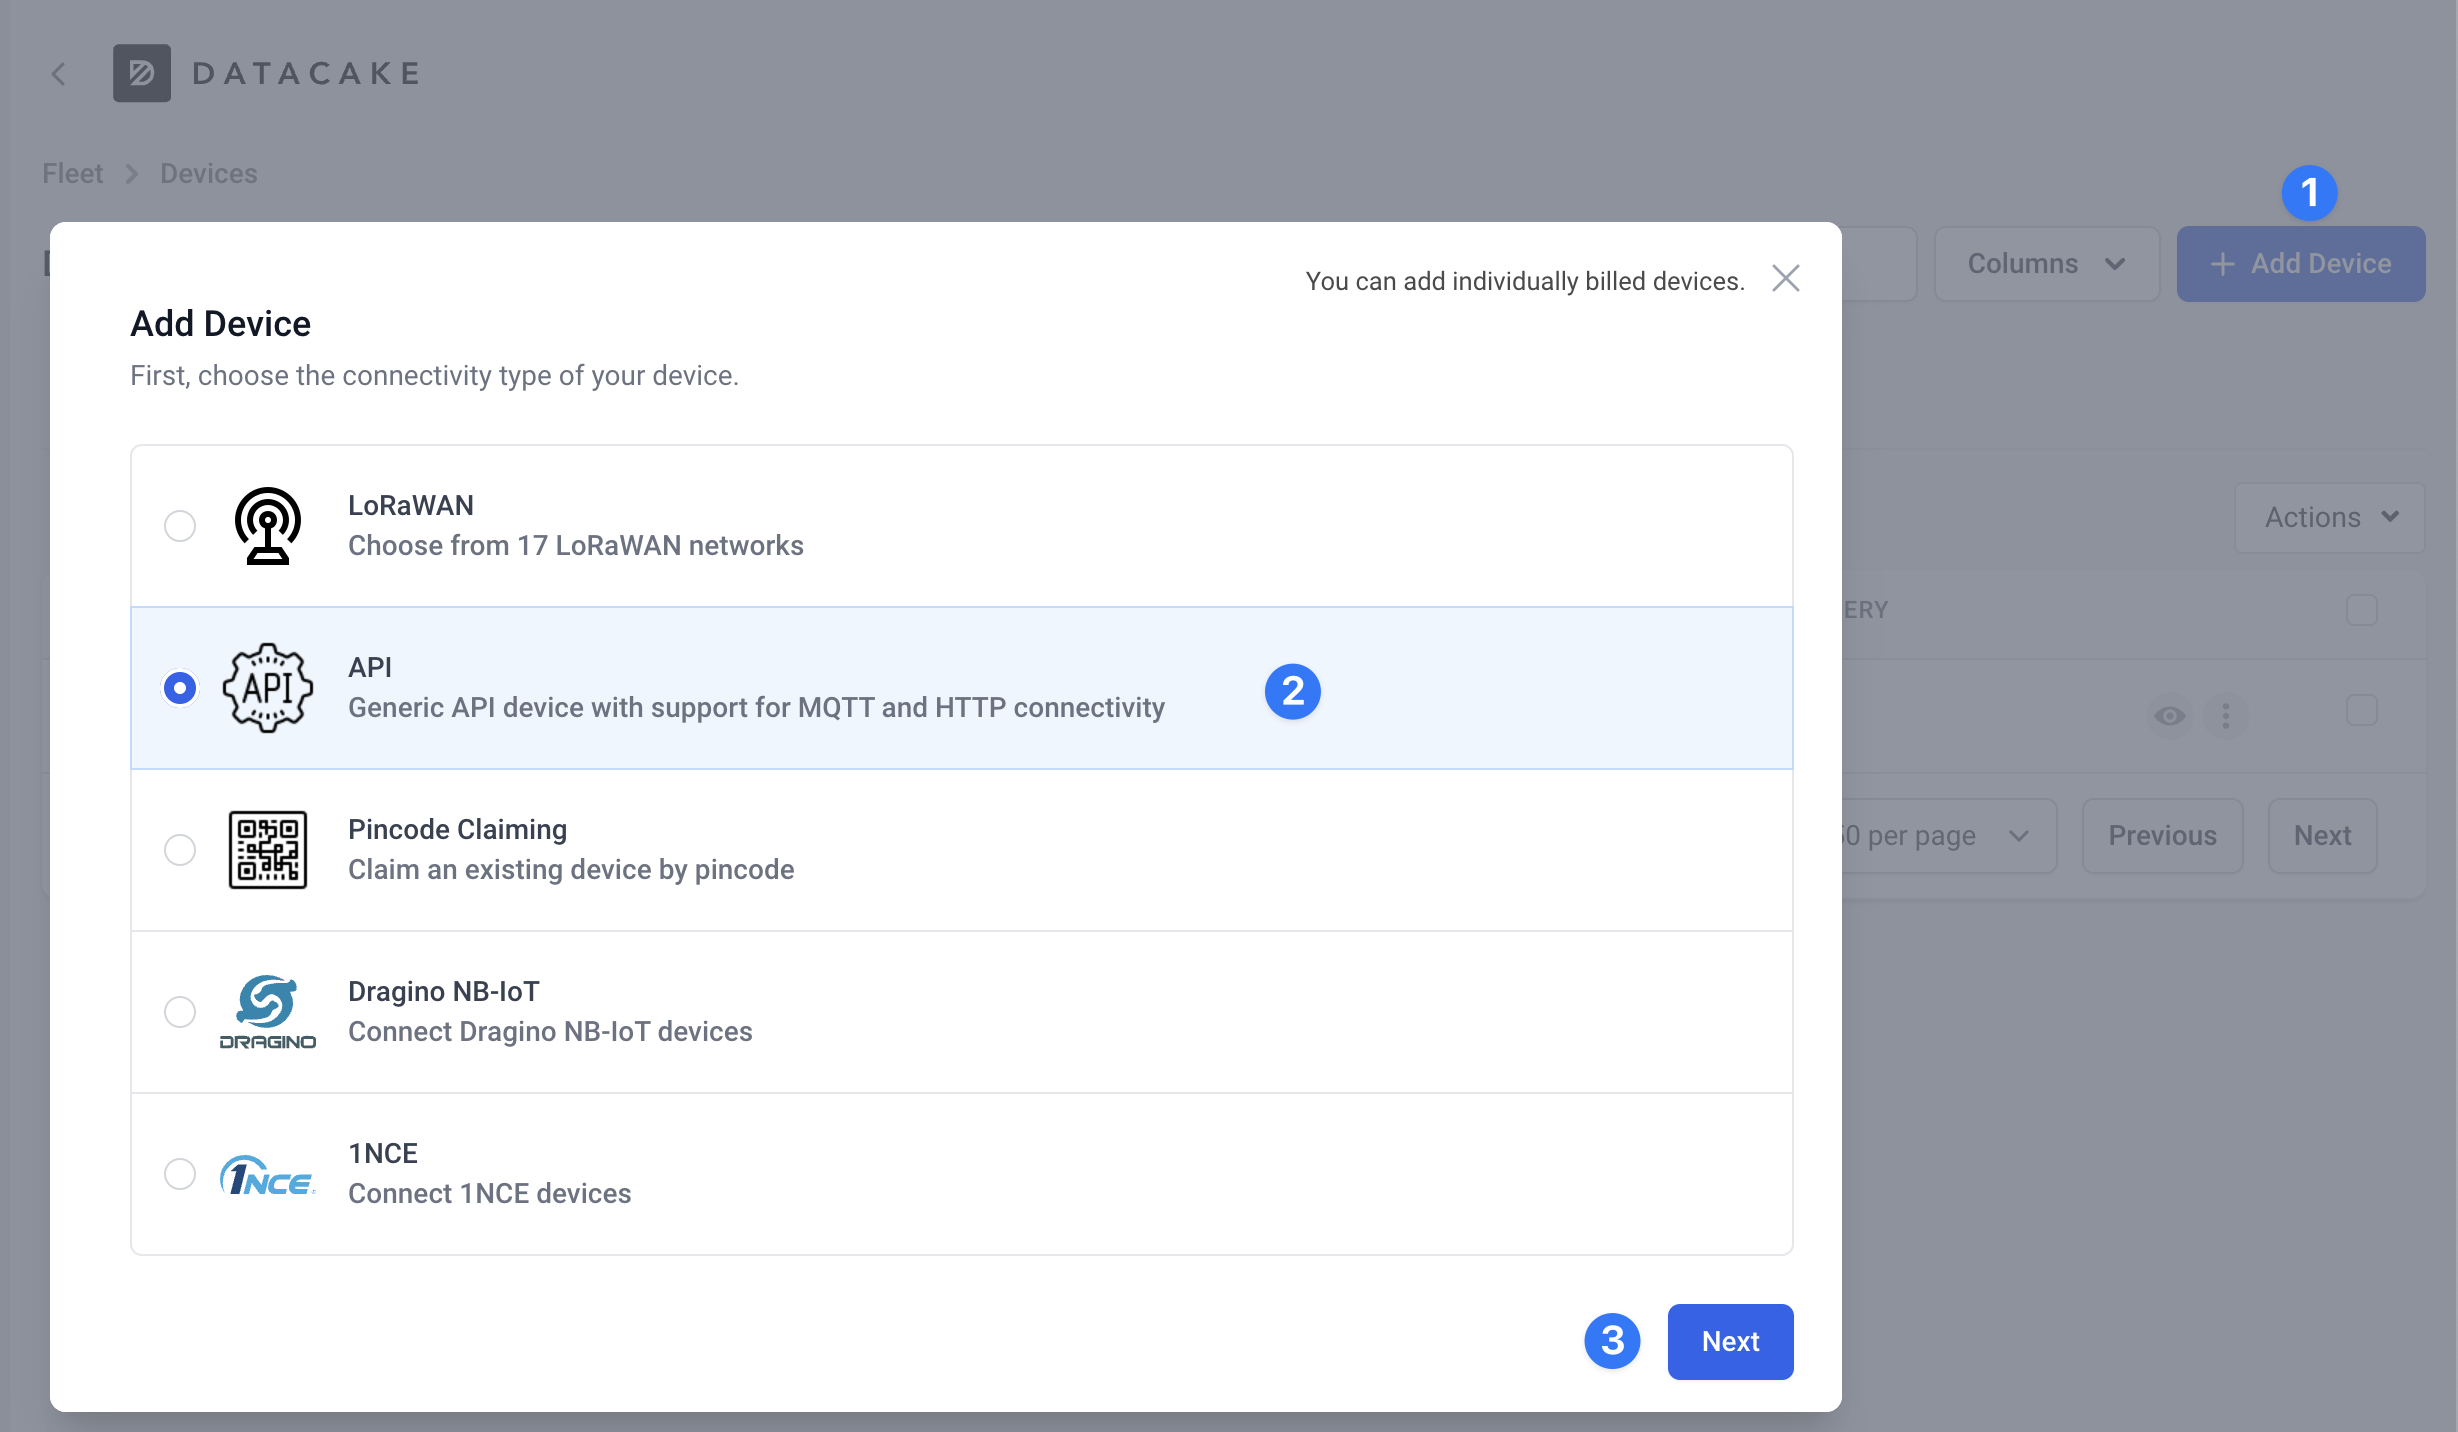 DATACAKE
Fleet
Devices
1
Columns
Add Device
You can add individually billed devices.
Add Device
First, choose the connectivity type of your device.
LoRaWAN
Choose from 17 LoRaWAN networks
Actions
API
API
Generic API device with support for MQTT and HTTP connectivity
2
Pincode Claiming
Claim an existing device by pincode
per page
Previous
Next
DRAGINO
Dragino NB-IoT
Connect Dragino NB-IoT devices
1NCE
1NCE
Connect 1NCE devices
3
Next